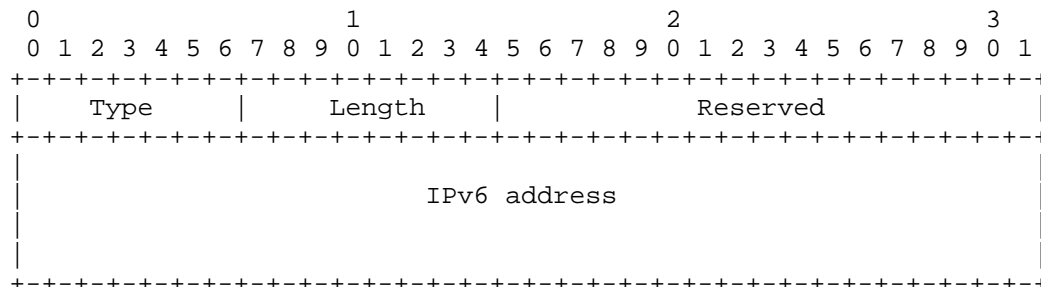 0                   1                   2                   3
0 1 2 3 4 5 6 7 8 9 0 1 2 3 4 5 6 7 8 9 0 1 2 3 4 5 6 7 8 9 0 1
+-+-+-+-+-+-+-+-+-+-+-+-+-+-+-+-+-+-+-+-+-+-+-+-+-+-+-+-+-+-+-+-+
|    Type      |     Length    |            Reserved            |
+-+-+-+-+-+-+-+-+-+-+-+-+-+-+-+-+-+-+-+-+-+-+-+-+-+-+-+-+-+-+-+-+
|                                                               |
|                         IPv6 address                          |
|                                                               |
|                                                               |
+-+-+-+-+-+-+-+-+-+-+-+-+-+-+-+-+-+-+-+-+-+-+-+-+-+-+-+-+-+-+-+-+